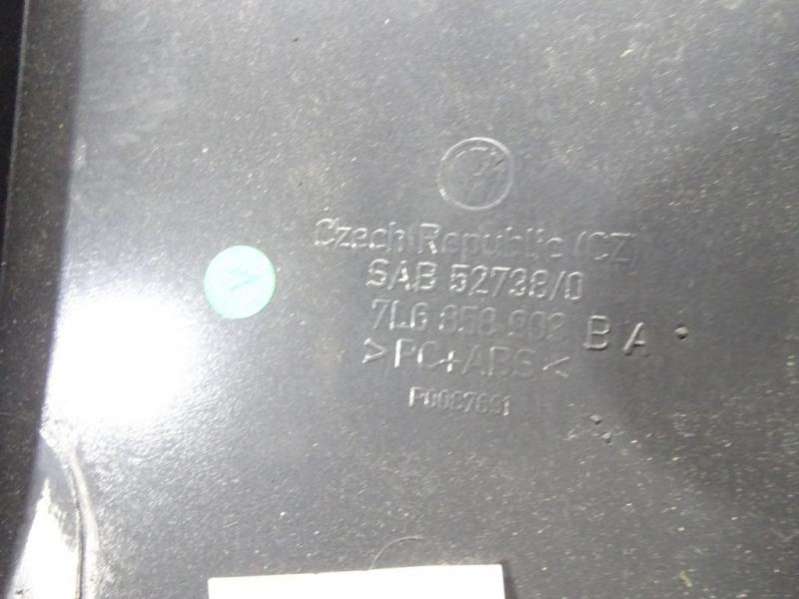 Czech Republic (CZ)
SAB 52738/0
7L6 858 902 B A
>PC+ABS<